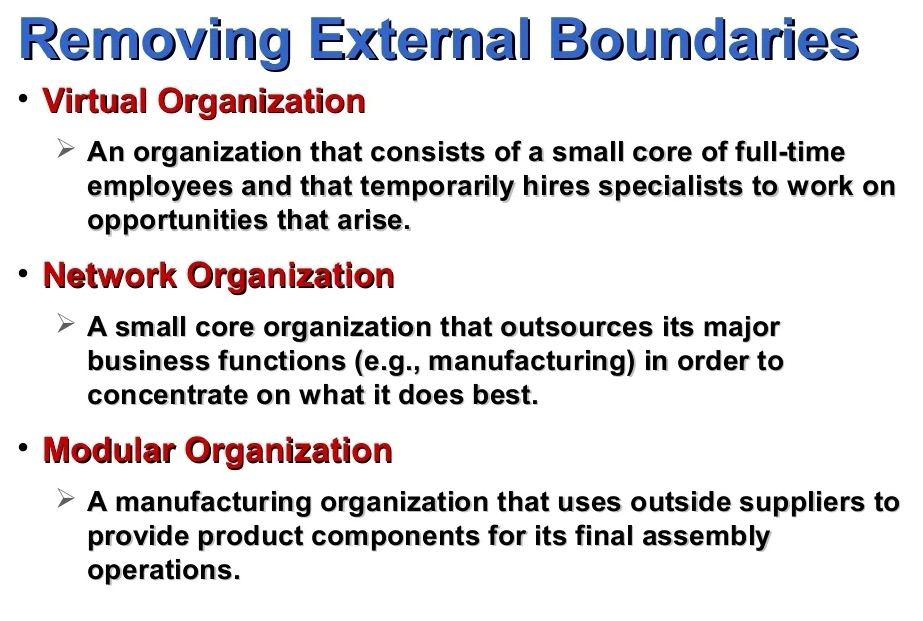 Removing External Boundaries
• Virtual Organization
➢ An organization that consists of a small core of full-time
employees and that temporarily hires specialists to work on
opportunities that arise.
• Network Organization
➢ A small core organization that outsources its major
business functions (e.g., manufacturing) in order to
concentrate on what it does best.
• Modular Organization
➢ A manufacturing organization that uses outside suppliers to
provide product components for its final assembly
operations.